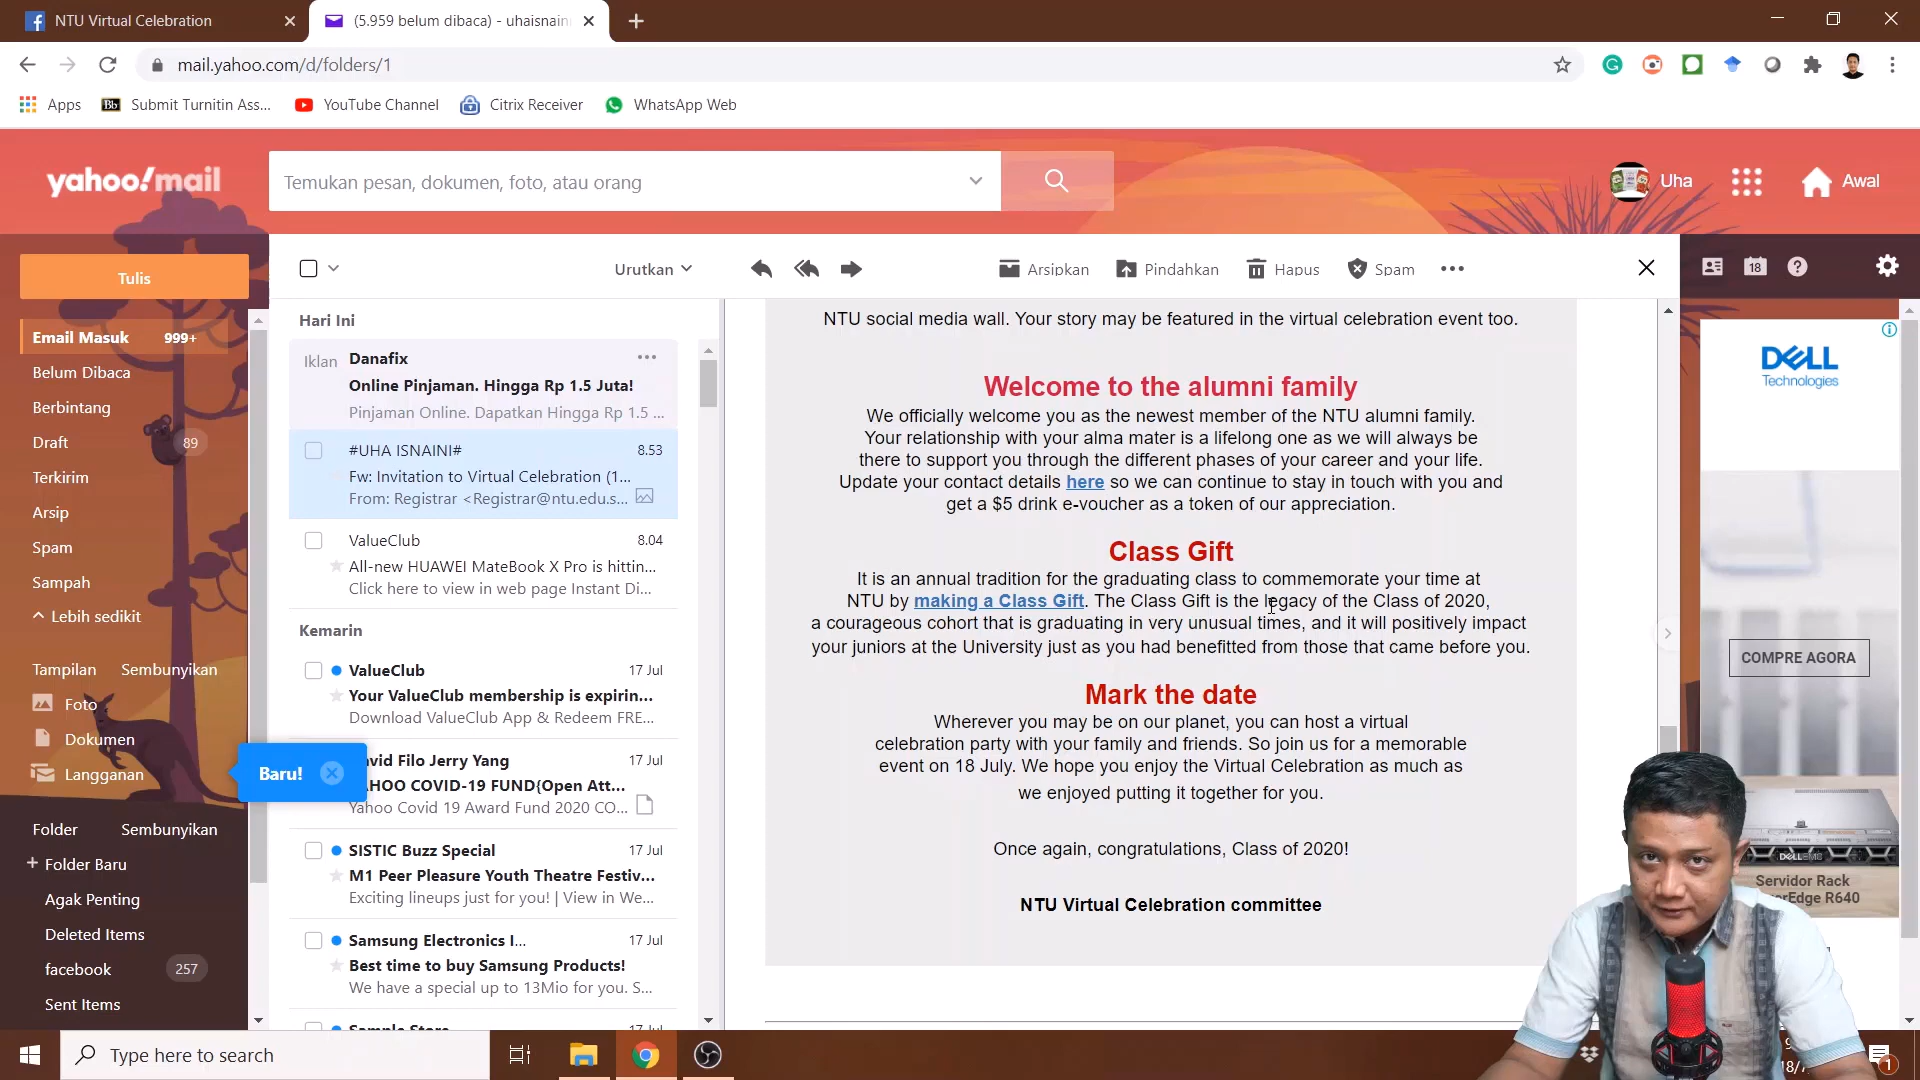 NTU Virtual Celebration
(5.959 belum dibaca) - uhaisnain
mail.yahoo.com/d/folders/1
Apps
Submit Turnitin Ass...
YouTube Channel
Citrix Receiver
WhatsApp Web
yahoo!mail
Temukan pesan, dokumen, foto, atau orang
Uha
Awal
Tulis
Urutkan
Arsipkan
Pindahkan
Hapus
Spam
18
Email Masuk 999+
Belum Dibaca
Berbintang
Draft 89
Terkirim
Arsip
Spam
Sampah
Lebih sedikit
Tampilan Sembunyikan
Foto
Dokumen
Langganan
Baru!
Folder Sembunyikan
+ Folder Baru
Agak Penting
Deleted Items
facebook 257
Sent Items
Hari Ini
Iklan Danafix
Online Pinjaman. Hingga Rp 1.5 Juta!
Pinjaman Online. Dapatkan Hingga Rp 1.5 ...
#UHA ISNAINI# 8.53
Fw: Invitation to Virtual Celebration (1...
From: Registrar <Registrar@ntu.edu.s...
ValueClub 8.04
All-new HUAWEI MateBook X Pro is hittin...
Click here to view in web page Instant Di...
Kemarin
ValueClub 17 Jul
Your ValueClub membership is expirin...
Download ValueClub App & Redeem FRE...
avid Filo Jerry Yang 17 Jul
AHOO COVID-19 FUND{Open Att...
Yahoo Covid 19 Award Fund 2020 CO...
SISTIC Buzz Special 17 Jul
M1 Peer Pleasure Youth Theatre Festiv...
Exciting lineups just for you! | View in We...
Samsung Electronics I... 17 Jul
Best time to buy Samsung Products!
We have a special up to 13Mio for you. S...
Sample Store 17 Jul
NTU social media wall. Your story may be featured in the virtual celebration event too.
Welcome to the alumni family
We officially welcome you as the newest member of the NTU alumni family.
Your relationship with your alma mater is a lifelong one as we will always be
there to support you through the different phases of your career and your life.
Update your contact details here so we can continue to stay in touch with you and
get a $5 drink e-voucher as a token of our appreciation.
Class Gift
It is an annual tradition for the graduating class to commemorate your time at
NTU by making a Class Gift. The Class Gift is the legacy of the Class of 2020,
a courageous cohort that is graduating in very unusual times, and it will positively impact
your juniors at the University just as you had benefitted from those that came before you.
Mark the date
Wherever you may be on our planet, you can host a virtual
celebration party with your family and friends. So join us for a memorable
event on 18 July. We hope you enjoy the Virtual Celebration as much as
we enjoyed putting it together for you.
Once again, congratulations, Class of 2020!
NTU Virtual Celebration committee
DELL
Technologies
COMPRE AGORA
DELLEMC
Servidor Rack
erEdge R640
Type here to search
18/
1